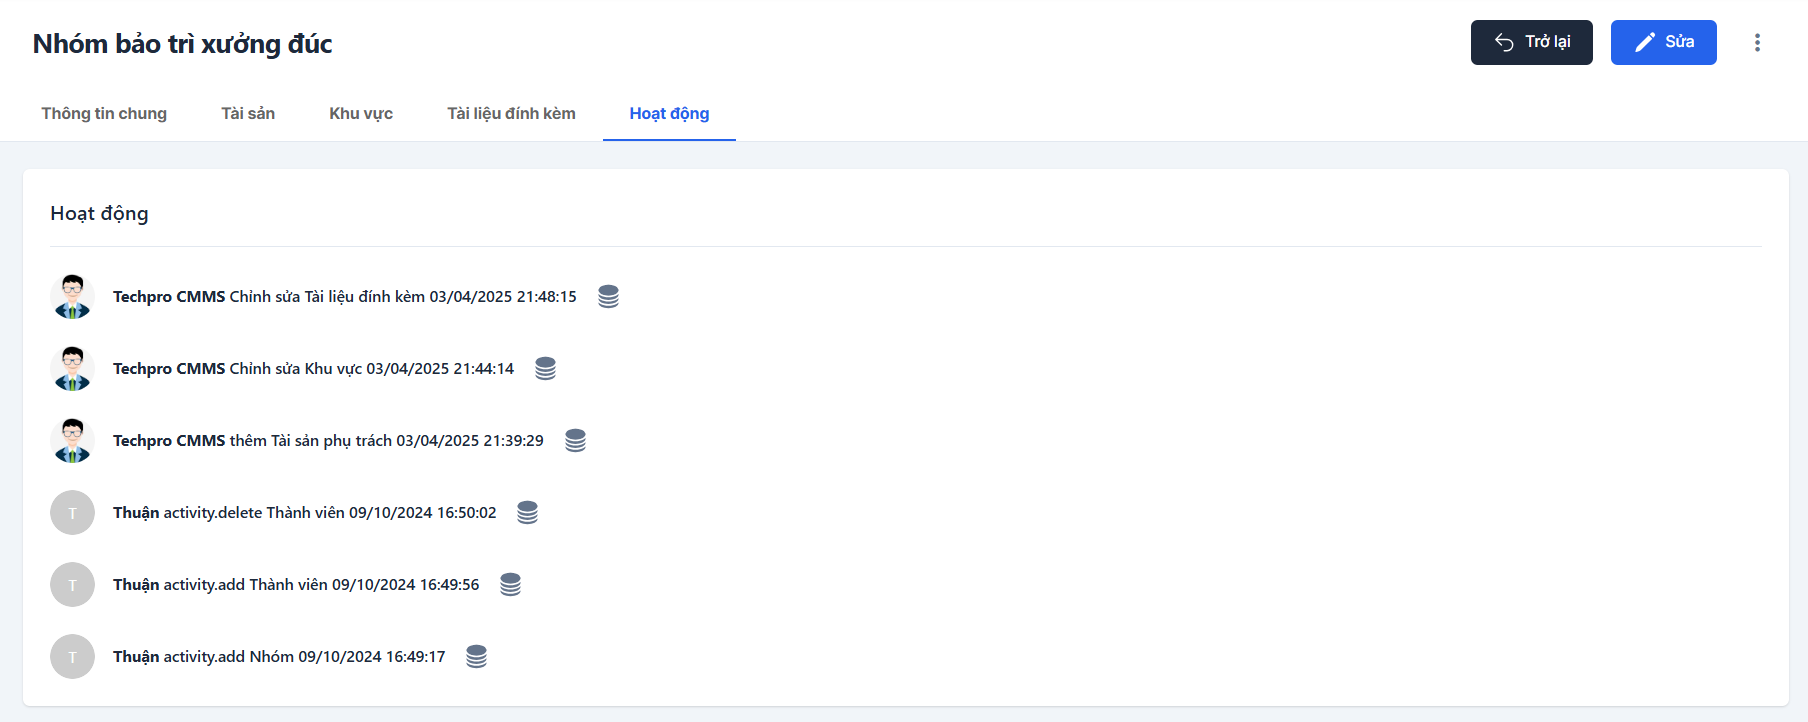 Nhóm bảo trì xưởng đúc
Trở lại
Sửa
Thông tin chung
Tài sản
Khu vực
Tài liệu đính kèm
Hoạt động
Hoạt động
Techpro CMMS Chỉnh sửa Tài liệu đính kèm 03/04/2025 21:48:15
Techpro CMMS Chỉnh sửa Khu vực 03/04/2025 21:44:14
Techpro CMMS thêm Tài sản phụ trách 03/04/2025 21:39:29
T
Thuận activity.delete Thành viên 09/10/2024 16:50:02
T
Thuận activity.add Thành viên 09/10/2024 16:49:56
T
Thuận activity.add Nhóm 09/10/2024 16:49:17